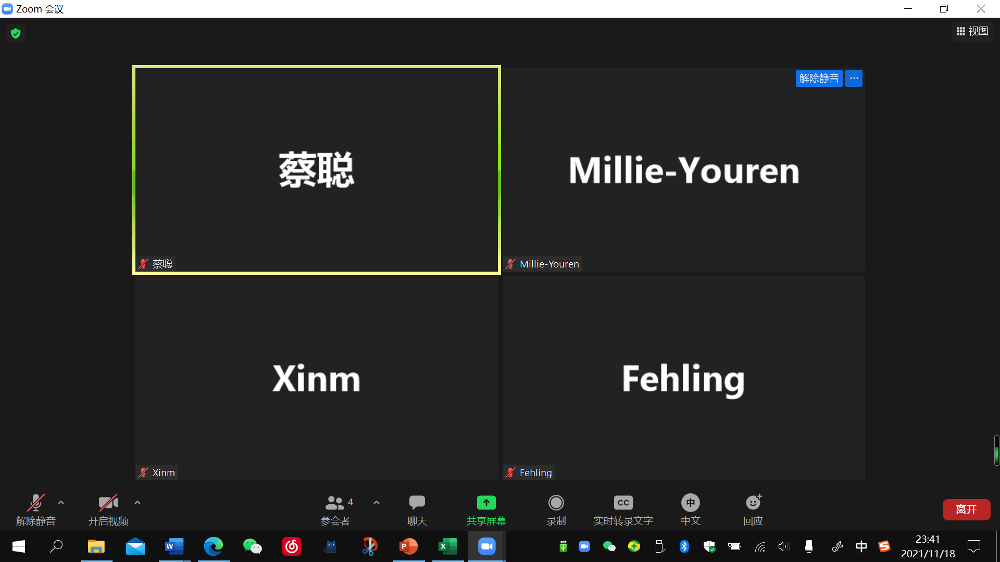 Zoom 会议
视图
解除静音 ...
蔡聪
Millie-Youren
蔡聪
Millie-Youren
Xinm
Fehling
Xinm
Fehling
4
CC
中
解除静音
开启视频
参会者
聊天
共享屏幕
录制
实时转录文字
中文
回应
离开
W
P
X
中
S
23:41
2021/11/18